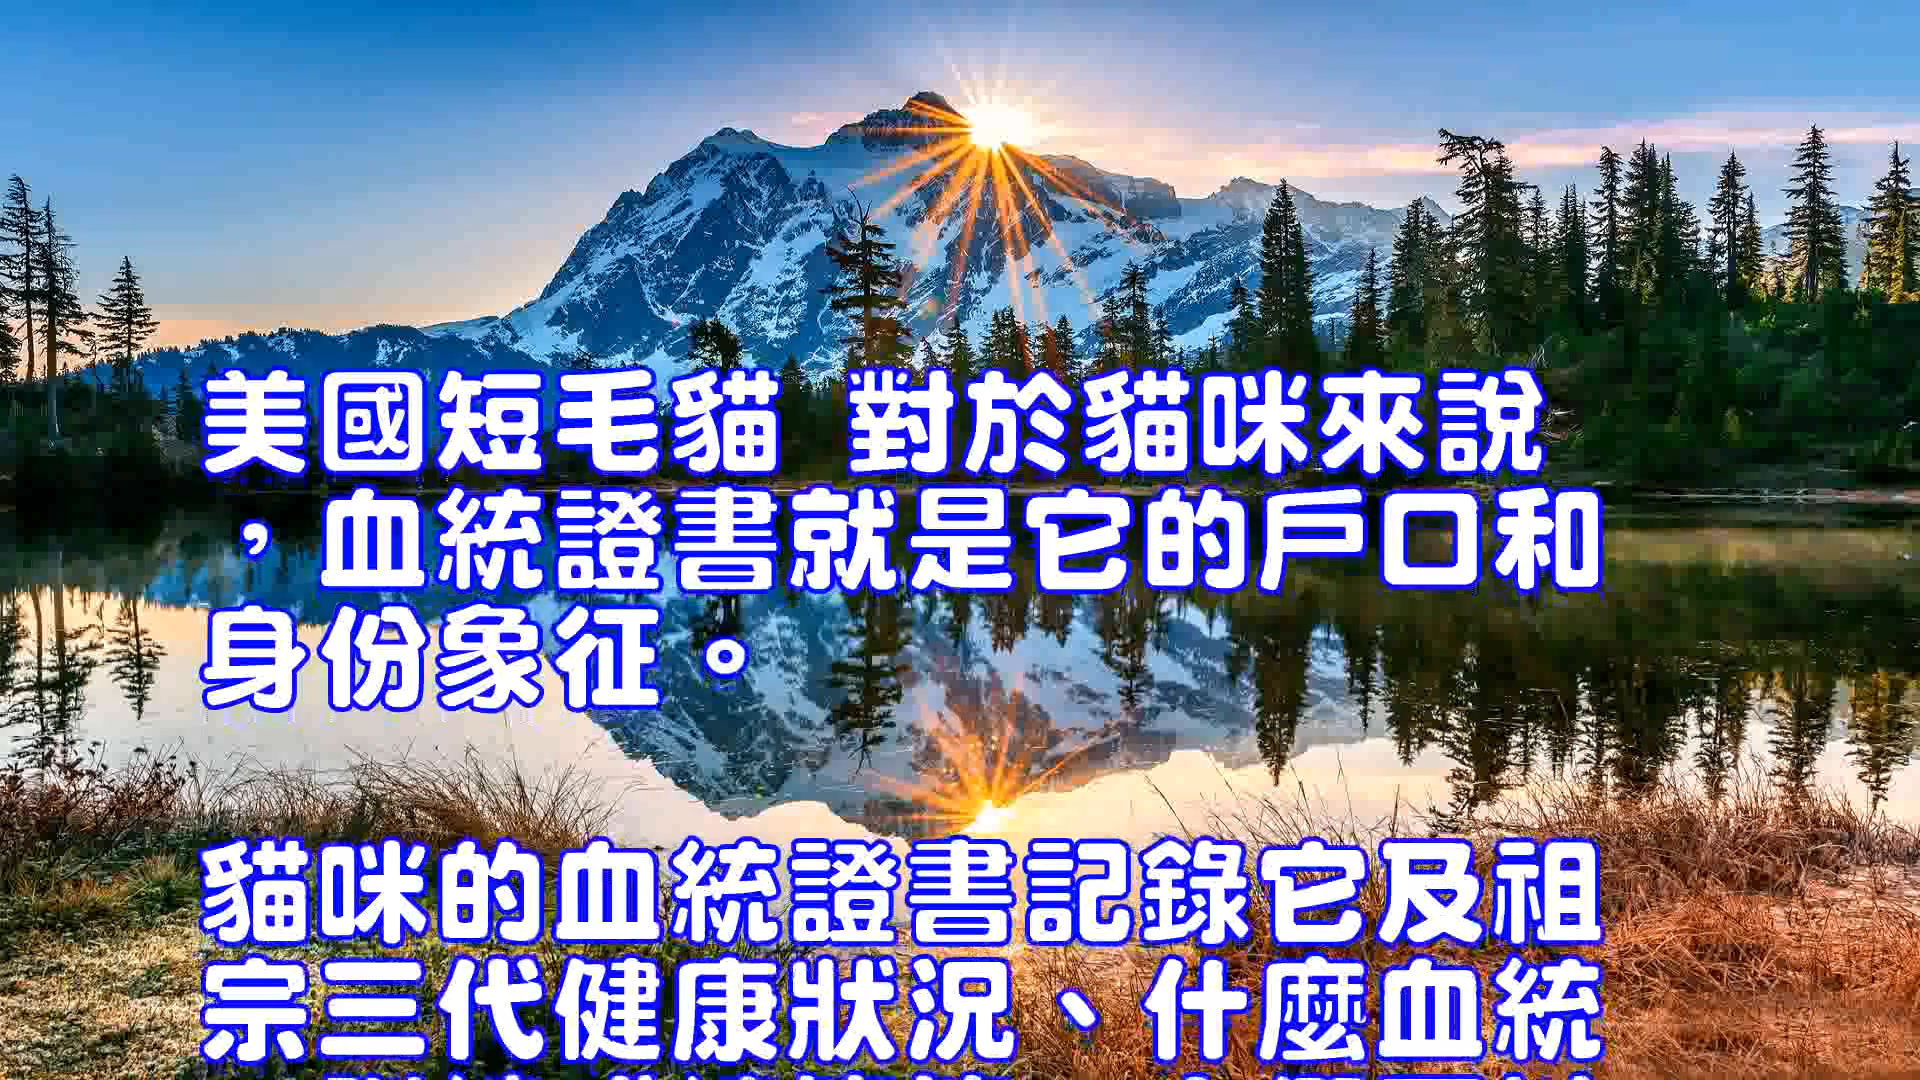 美國短毛貓 對於貓咪來說
，血統證書就是它的戶口和
身份象征。
貓咪的血統證書記錄它及祖
宗三代健康狀況、什麼血統